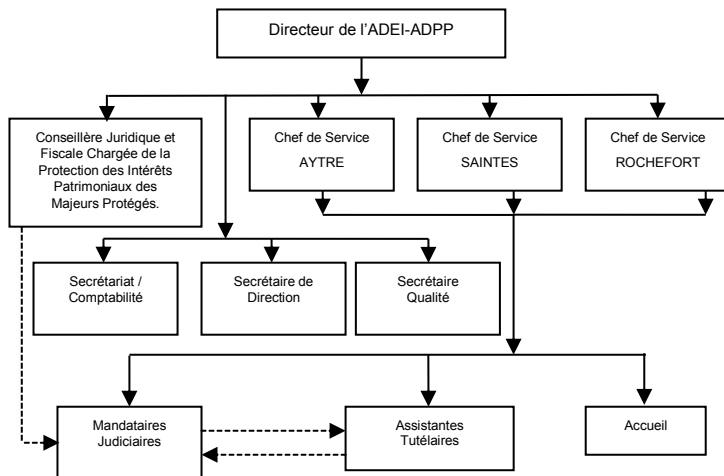 Directeur de l'ADEI-ADPP
Conseillère Juridique et
Fiscale Chargée de la
Protection des Intérêts
Patrimoniaux des
Majeurs Protégés.
Chef de Service
AYTRE
Chef de Service
SAINTES
Chef de Service
ROCHEFORT
Secrétariat /
Comptabilité
Secrétaire de
Direction
Secrétaire
Qualité
Mandataires
Judiciaires
Assistantes
Tutélaires
Accueil